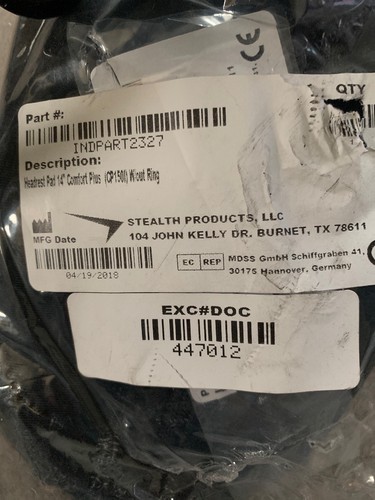 CE
Part #:
QTY
INDPART2327
Description:
Headrest Pad 14" Comfort Plus (CP150I) W/out Ring
STEALTH PRODUCTS, LLC
MFG Date
104 JOHN KELLY DR. BURNET, TX 78611
04/19/2018
EC REP
MDSS GmbH Schiffgraben 41,
30175 Hannover, Germany
EXC#DOC
447012